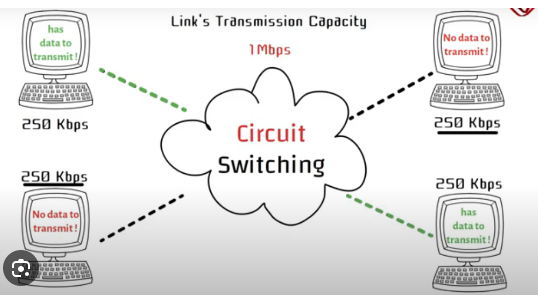 Link's Transmission Capacity
1Mbps
has
data to
transmit!
250 Kbps
No data to
transmit!
250 Kbps
Circuit
Switching
250 Kbps
No data to
transmit!
250 Kbps
has
data to
transmit!